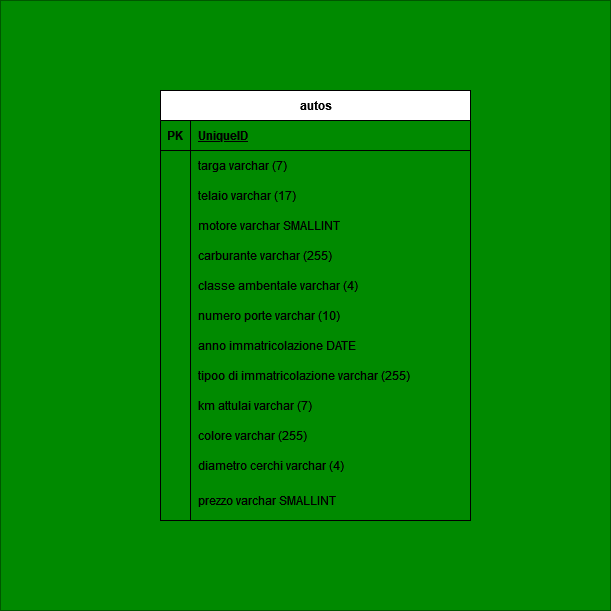 autos
PK UniqueID
targa varchar (7)
telaio varchar (17)
motore varchar SMALLINT
carburante varchar (255)
classe ambentale varchar (4)
numero porte varchar (10)
anno immatricolazione DATE
tipoo di immatricolazione varchar (255)
km attulai varchar (7)
colore varchar (255)
diametro cerchi varchar (4)
prezzo varchar SMALLINT